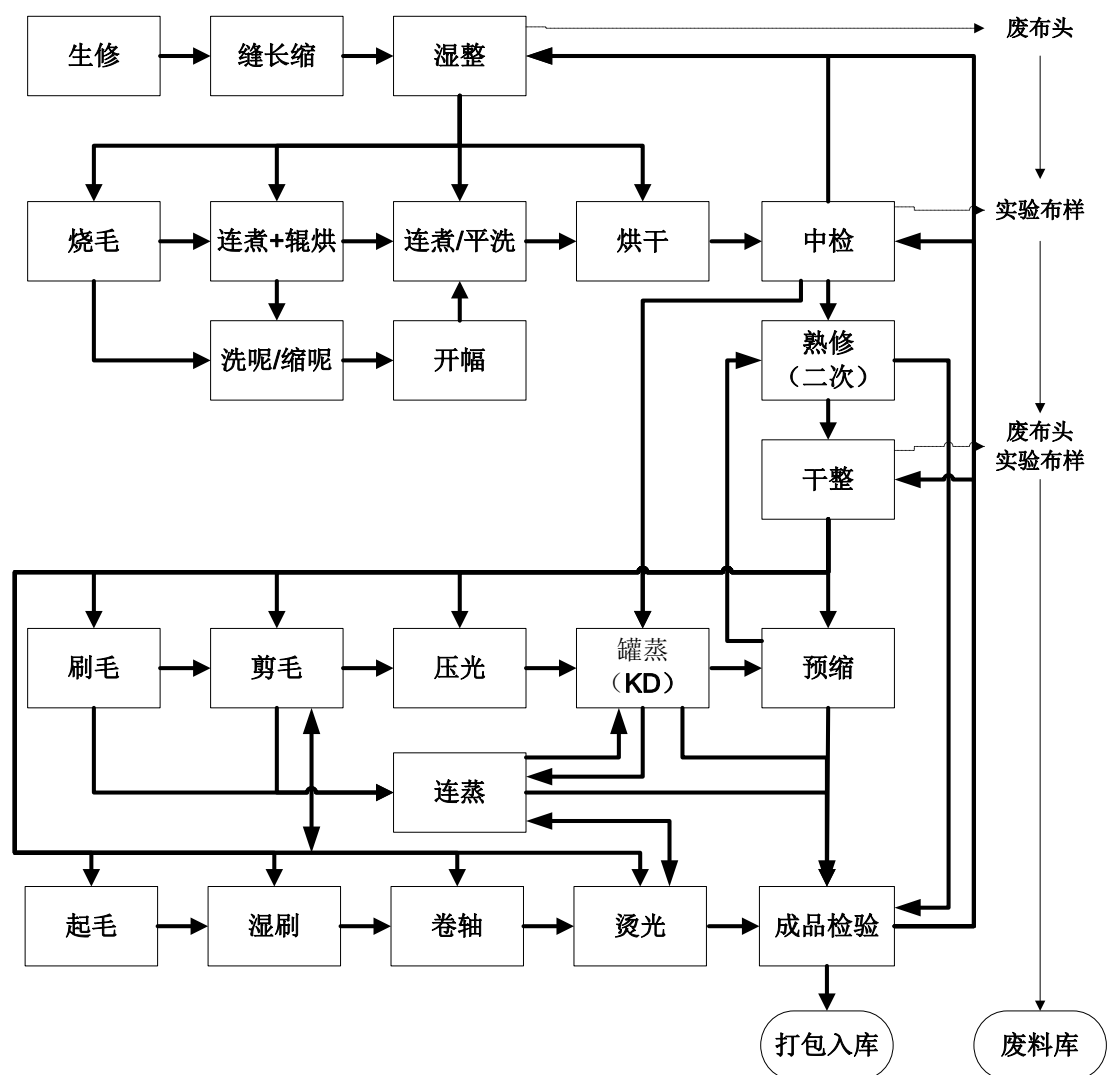 生修
缝长缩
湿整
废布头
烧毛
连煮+辊烘
连煮/平洗
烘干
中检
实验布样
洗呢/缩呢
开幅
熟修
（二次）
废布头
实验布样
干整
刷毛
剪毛
压光
罐蒸
（KD）
预缩
连蒸
起毛
湿刷
卷轴
烫光
成品检验
打包入库
废料库